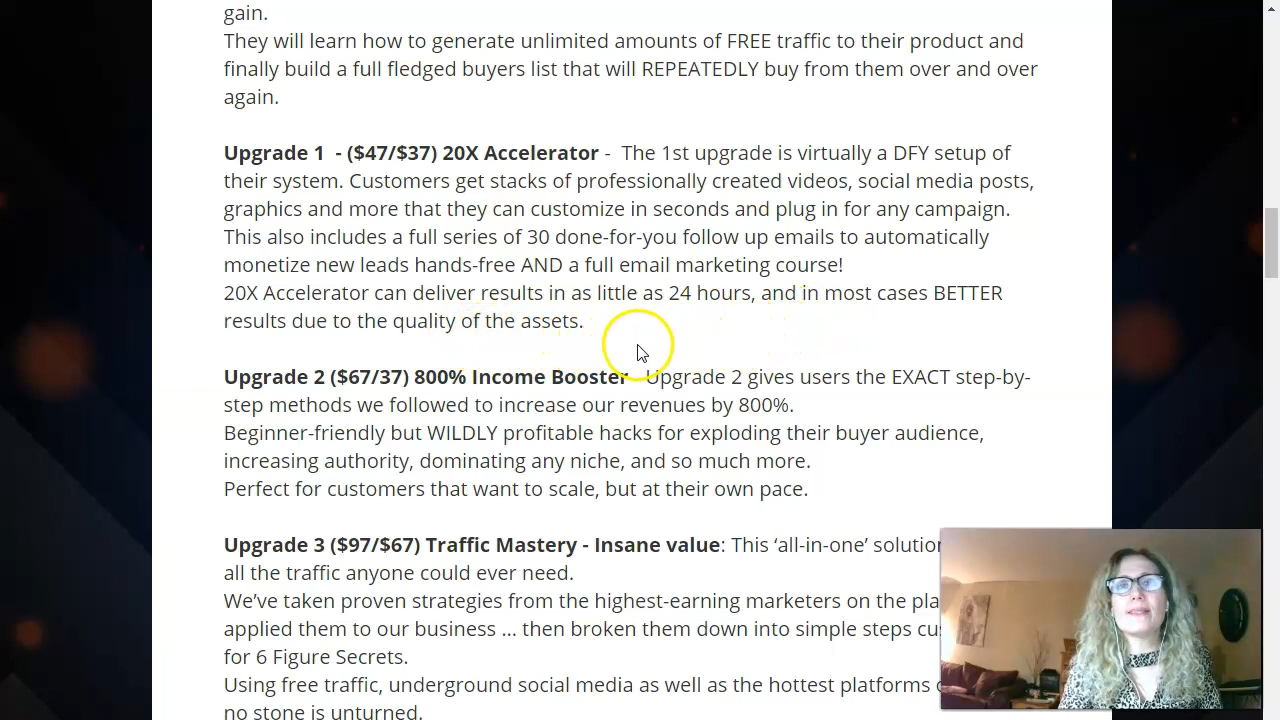 gain.
They will learn how to generate unlimited amounts of FREE traffic to their product and
finally build a full fledged buyers list that will REPEATEDLY buy from them over and over
again.
Upgrade 1  - ($47/$37) 20X Accelerator -  The 1st upgrade is virtually a DFY setup of
their system. Customers get stacks of professionally created videos, social media posts,
graphics and more that they can customize in seconds and plug in for any campaign.
This also includes a full series of 30 done-for-you follow up emails to automatically
monetize new leads hands-free AND a full email marketing course!
20X Accelerator can deliver results in as little as 24 hours, and in most cases BETTER
results due to the quality of the assets.
Upgrade 2 ($67/37) 800% Income Booster - Upgrade 2 gives users the EXACT step-by-
step methods we followed to increase our revenues by 800%.
Beginner-friendly but WILDLY profitable hacks for exploding their buyer audience,
increasing authority, dominating any niche, and so much more.
Perfect for customers that want to scale, but at their own pace.
Upgrade 3 ($97/$67) Traffic Mastery - Insane value: This ‘all-in-one’
all the traffic anyone could ever need.
We’ve taken proven strategies from the highest-earning marketers on the
applied them to our business ... then broken them down into simple steps
for 6 Figure Secrets.
Using free traffic, underground social media as well as the hottest platforms
no stone is unturned.